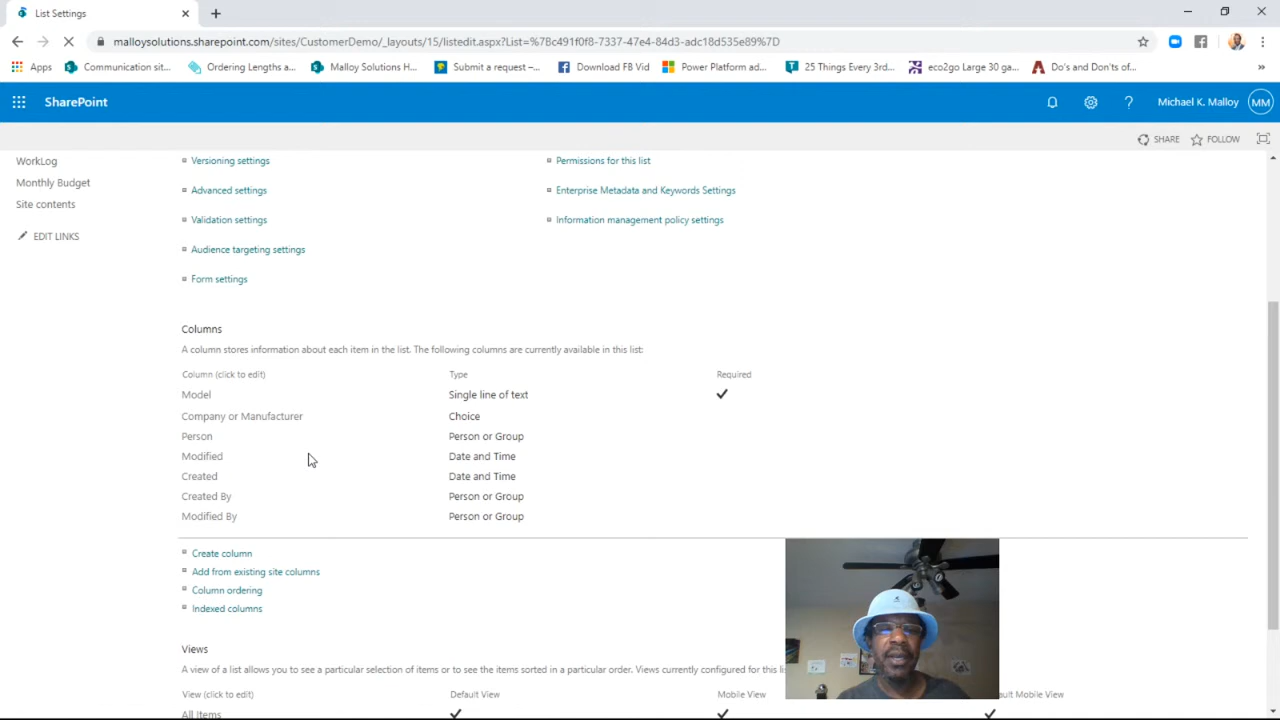 List Settings
malloysolutions.sharepoint.com/sites/CustomerDemo/_layouts/15/listedit.aspx?List=%78c491f0f8-7337-47e4-84d3-adc18d535e89%7D
Apps Communication sit... Ordering Lengths a... Malloy Solutions H... Submit a request –... Download FB Vid Power Platform ad... 25 Things Every 3rd... eco2go Large 30 ga... Do's and Don'ts of... »
SharePoint ? Michael K. Malloy MM
SHARE FOLLOW
WorkLog
Monthly Budget
Site contents
EDIT LINKS
Versioning settings Permissions for this list
Advanced settings Enterprise Metadata and Keywords Settings
Validation settings Information management policy settings
Audience targeting settings
Form settings
Columns
A column stores information about each item in the list. The following columns are currently available in this list:
Column (click to edit) Type Required
Model Single line of text
Company or Manufacturer Choice
Person Person or Group
Modified Date and Time
Created Date and Time
Created By Person or Group
Modified By Person or Group
Create column
Add from existing site columns
Column ordering
Indexed columns
Views
A view of a list allows you to see a particular selection of items or to see the items sorted in a particular order. Views currently configured for this lis
View (click to edit) Default View Mobile View ault Mobile View
All Items